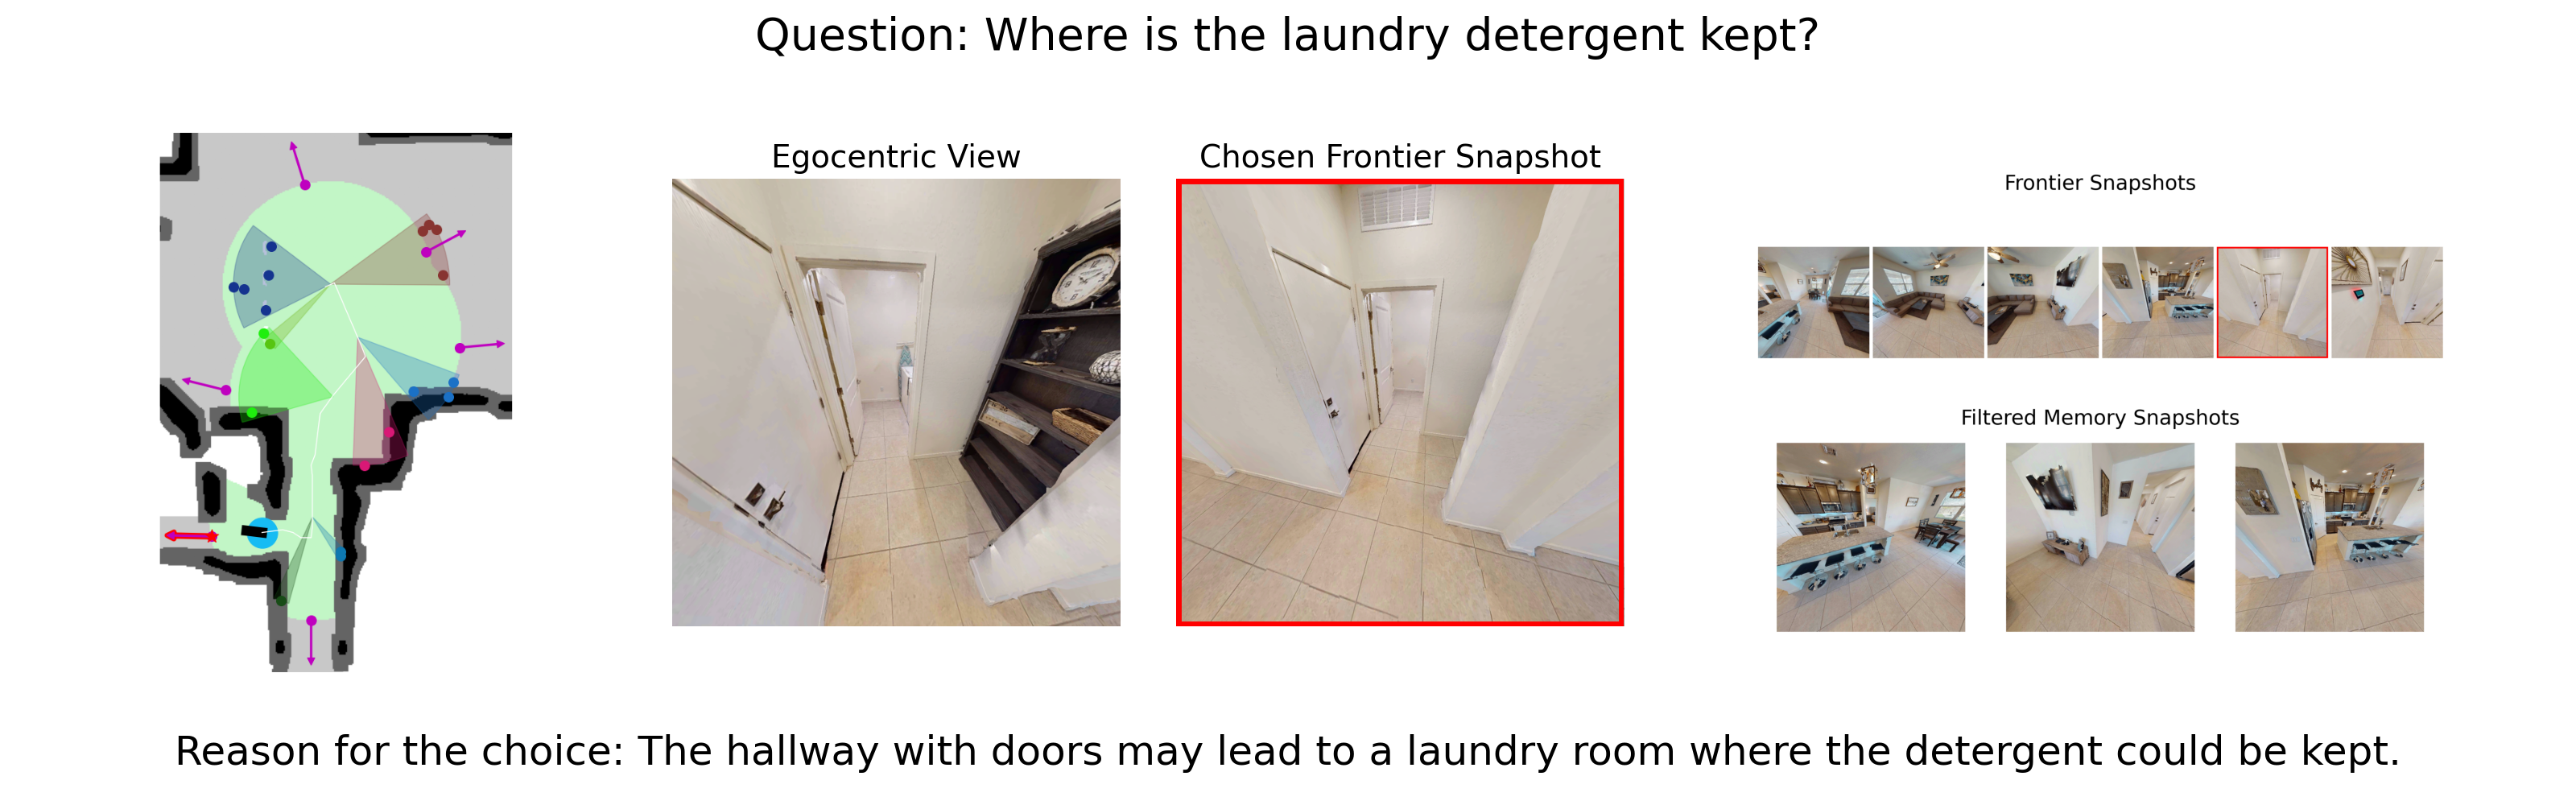 Question: Where is the laundry detergent kept?
Egocentric View
Chosen Frontier Snapshot
Frontier Snapshots
Filtered Memory Snapshots
Reason for the choice: The hallway with doors may lead to a laundry room where the detergent could be kept.